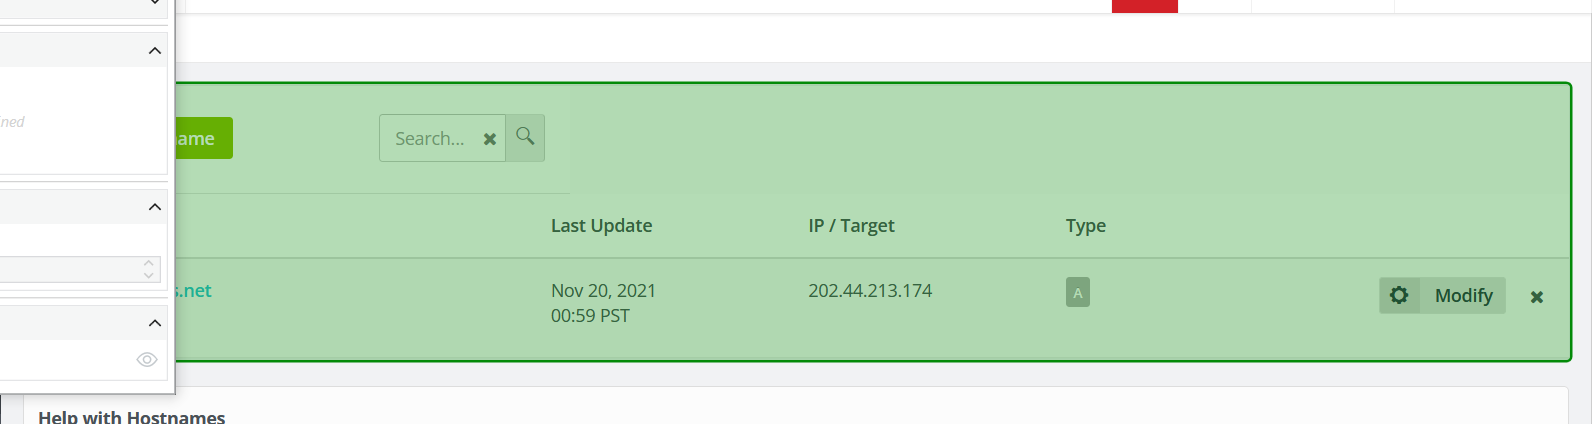 ned
ame
Search...
Last Update IP / Target Type
s.net Nov 20, 2021 202.44.213.174 A Modify
00:59 PST
Help with Hostnames